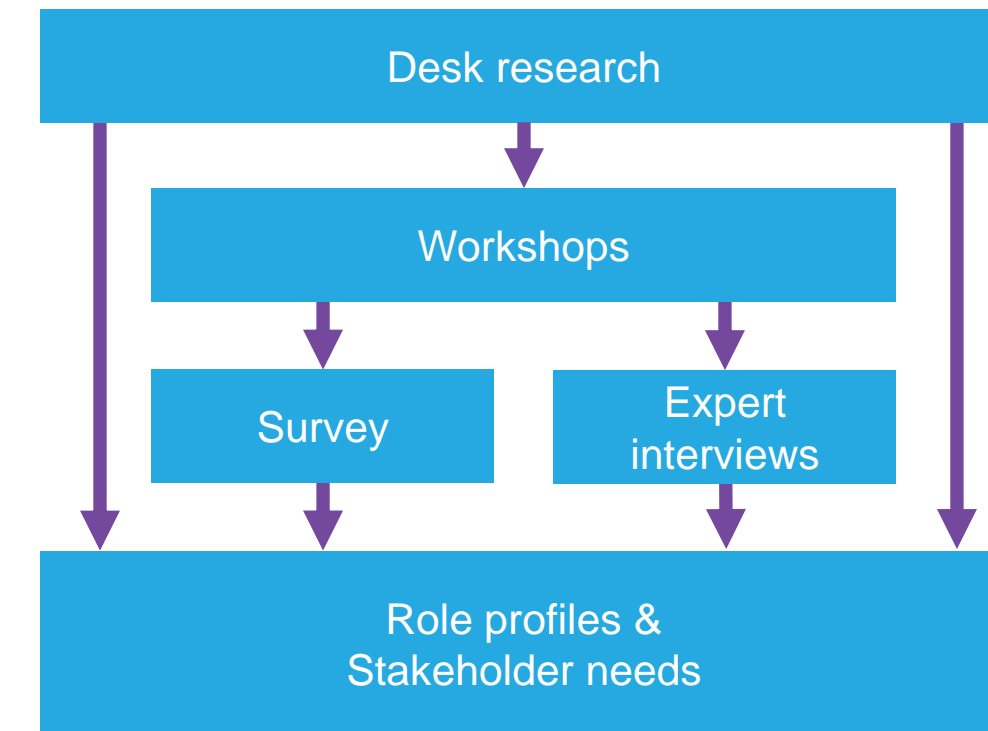 Desk research
Workshops
Survey
Expert
interviews
Role profiles &
Stakeholder needs